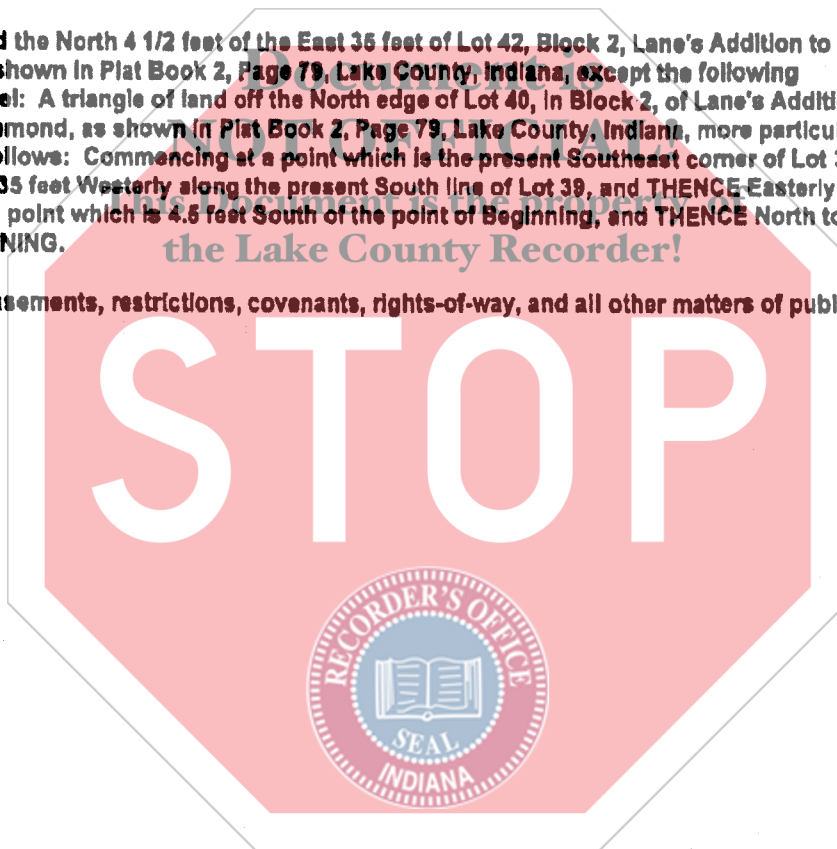 d the North 4 1/2 feet of the East 35 feet of Lot 42, Block 2, Lane's Addition to
shown in Plat Book 2, Page 79, Lake County, Indiana, except the following
el: A triangle of land off the North edge of Lot 40, in Block 2, of Lane's Additi
mmond, as shown in Plat Book 2, Page 79, Lake County, Indiana, more particu
ollows: Commencing at a point which is the present Southeast corner of Lot 3
35 feet Westerly along the present South line of Lot 39, and THENCE Easterly
point which is 4.5 feet South of the point of Beginning, and THENCE North to
NING.
Document is
NOT OFFICIAL!
This Document is the property of
the Lake County Recorder!
sements, restrictions, covenants, rights-of-way, and all other matters of publ
STOP
RECORDER'S OFFICE
SEAL
INDIANA